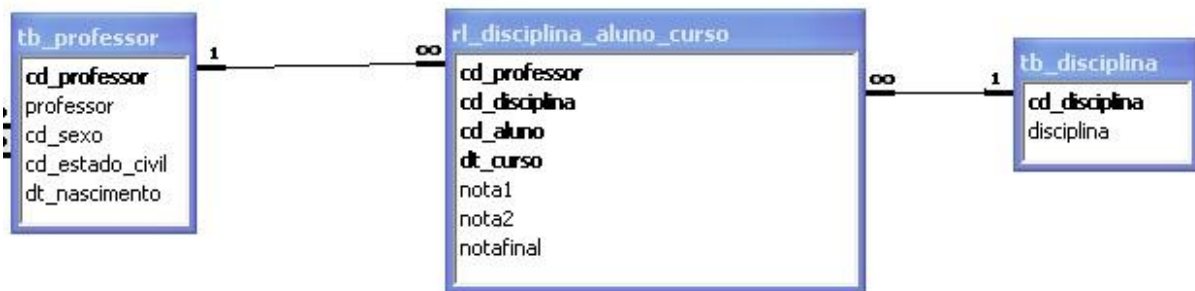 tb_professor
cd_professor
professor
cd_sexo
cd_estado_civil
dt_nascimento
1
∞
rl_disciplina_aluno_curso
cd_professor
cd_disciplina
cd_aluno
dt_curso
nota1
nota2
notafinal
∞
1
tb_disciplina
cd_disciplina
disciplina